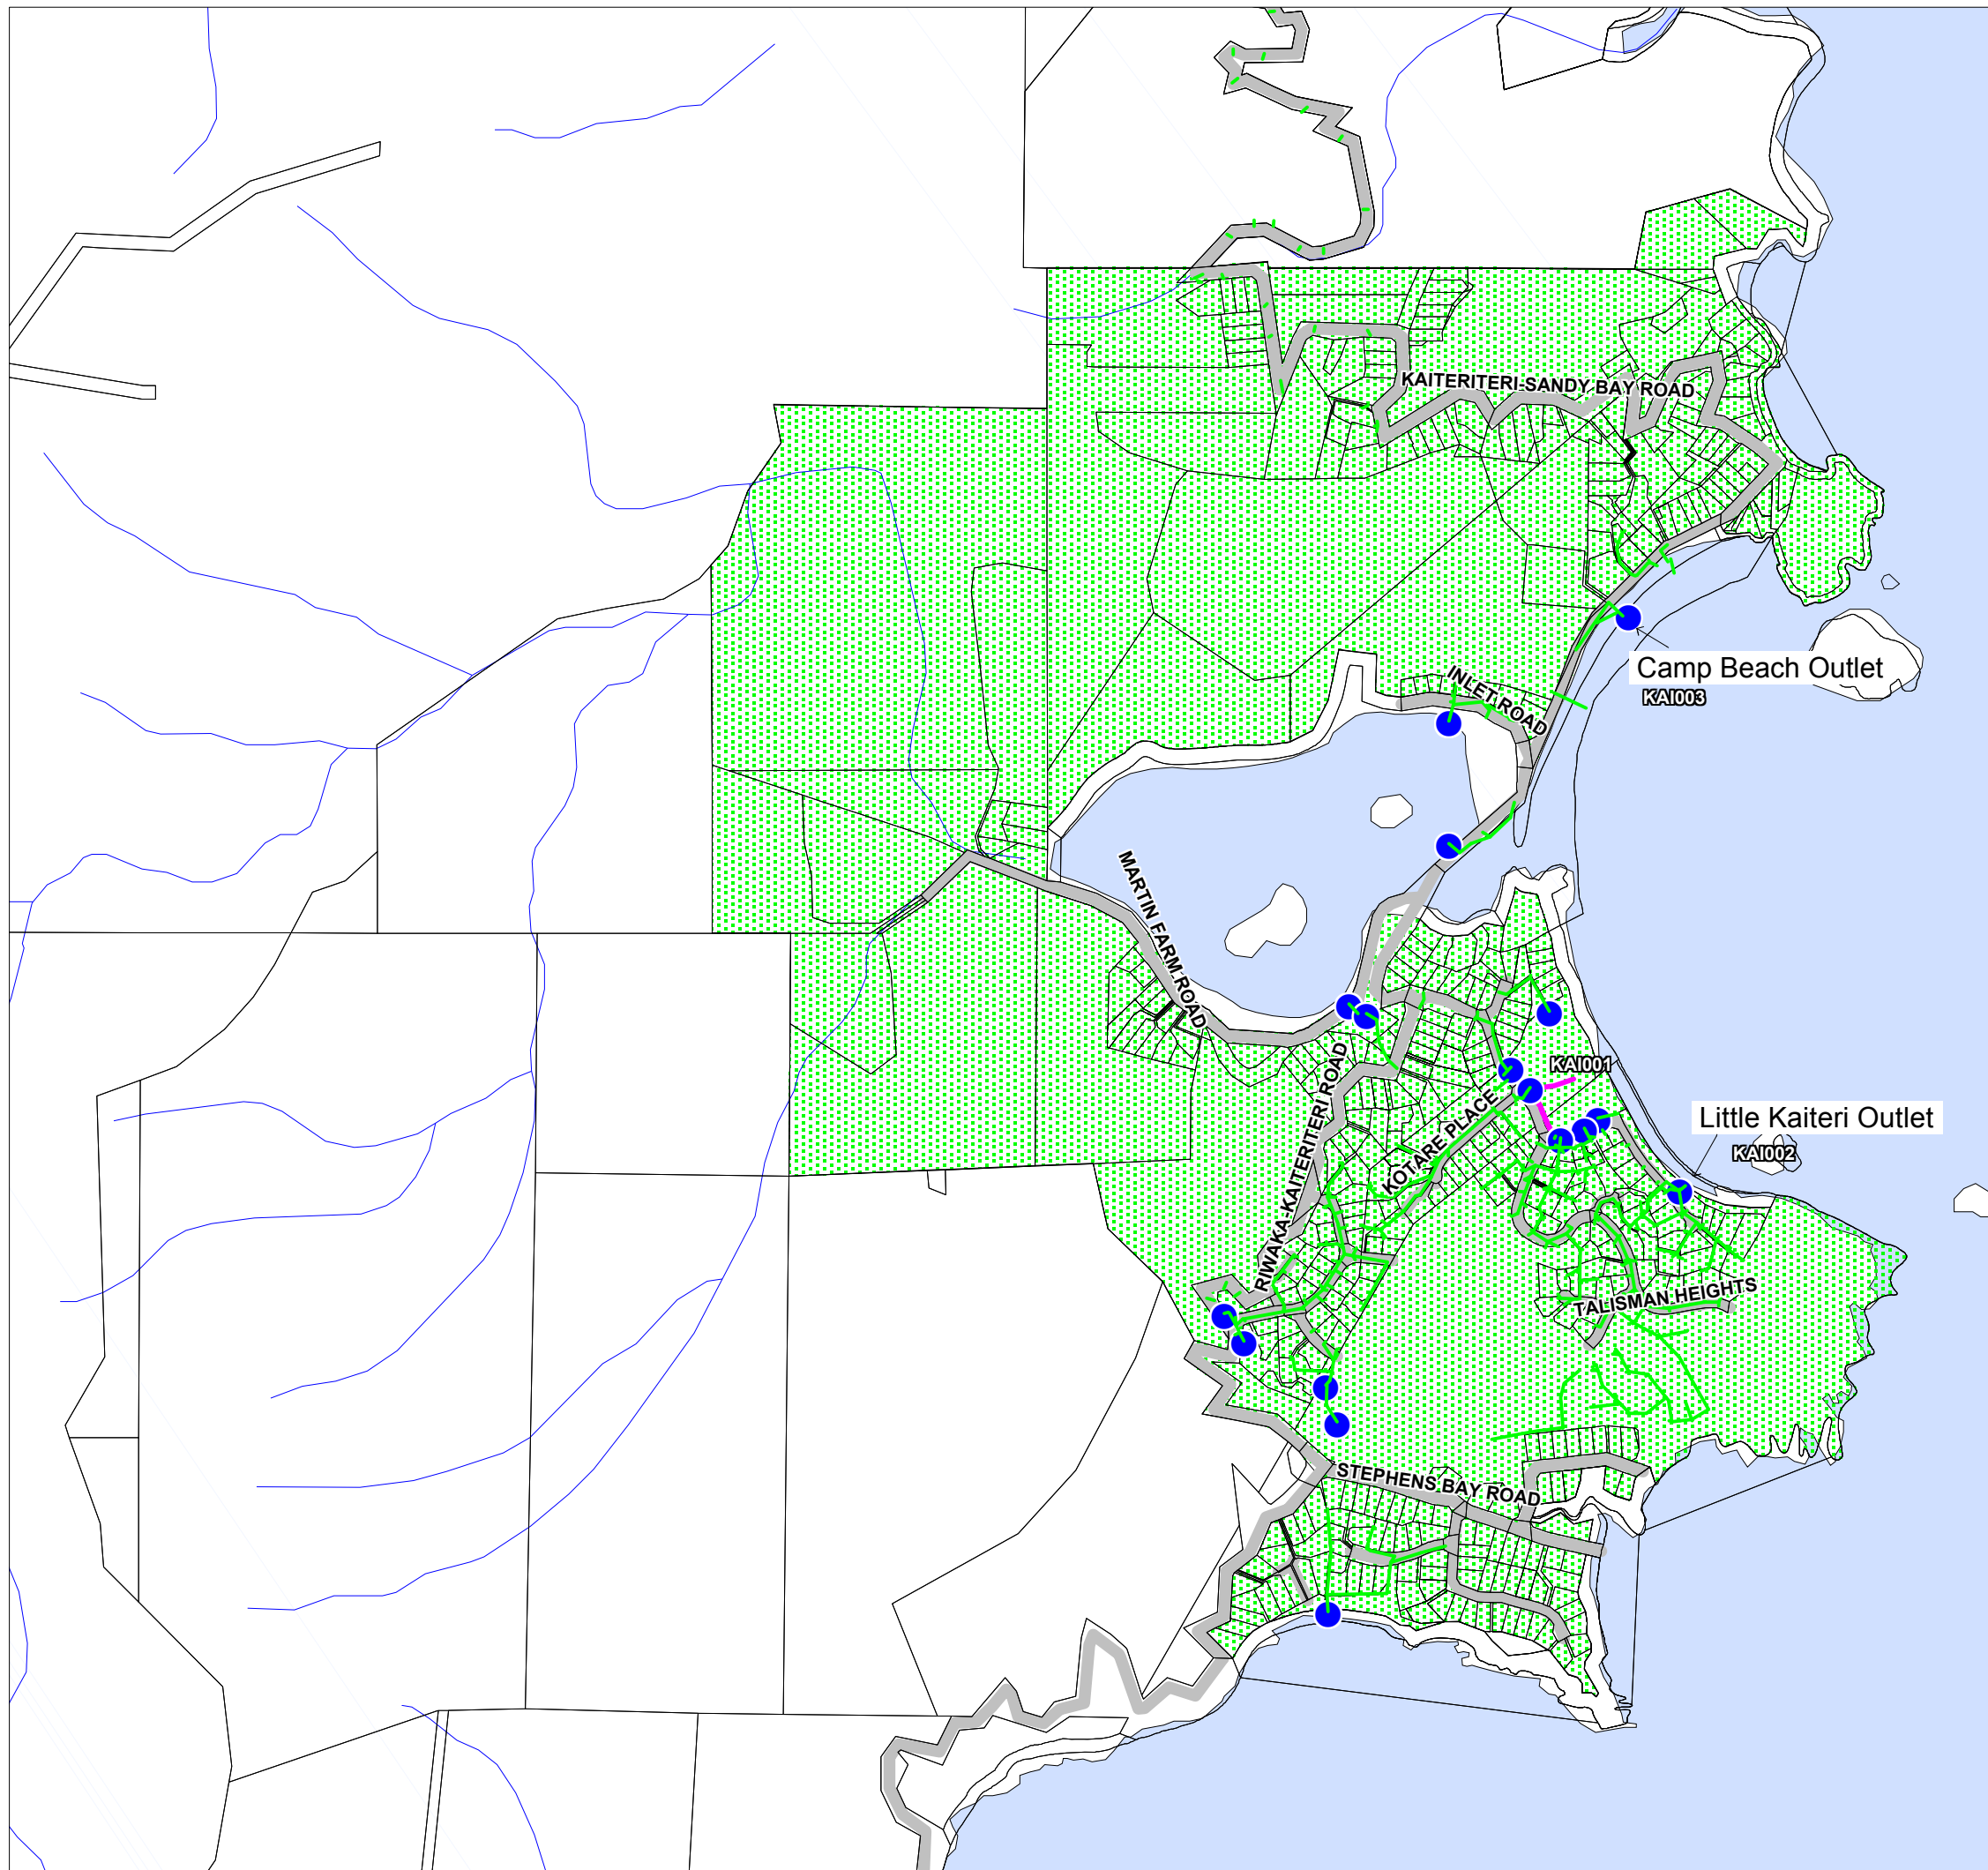 KAITERITERI-SANDY BAY ROAD
Camp Beach Outlet
KAI003
INLET ROAD
MARTIN FARM ROAD
RIWAKA-KAITERITERI ROAD
KAI001
KOTARE PLACE
Little Kaiteri Outlet
KAI002
TALISMAN HEIGHTS
STEPHENS BAY ROAD